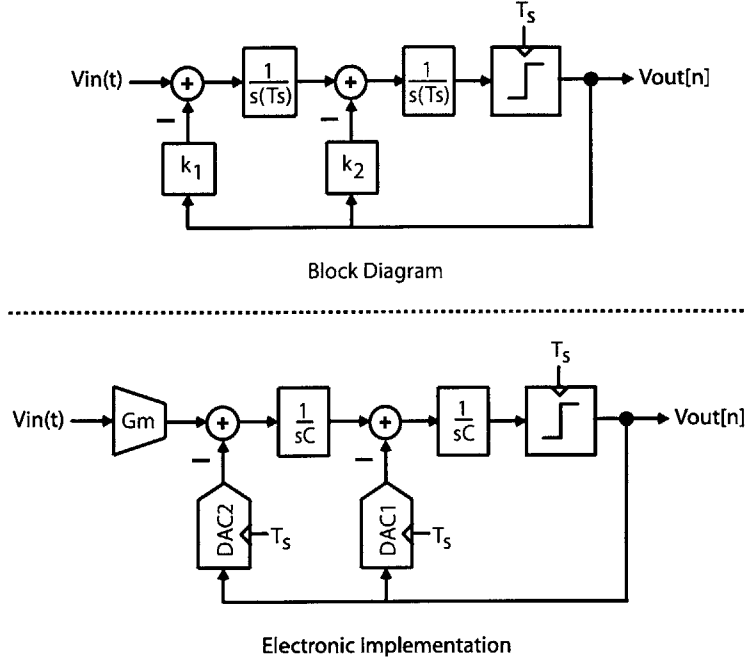 Ts
Vin(t) + 1/s(Ts) + 1/s(Ts) Vout[n]
− −
k1 k2
Block Diagram
Ts
Vin(t) Gm + 1/sC + 1/sC Vout[n]
− −
DAC2 Ts DAC1 Ts
Electronic Implementation